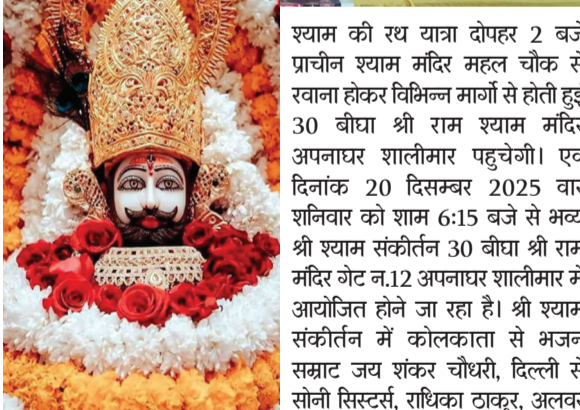 श्याम की रथ यात्रा दोपहर 2 बजे
प्राचीन श्याम मंदिर महल चौक से
रवाना होकर विभिन्न मार्गो से होती हुई
30 बीघा श्री राम श्याम मंदिर
अपनाघर शालीमार पहुचेगी। एवं
दिनांक 20 दिसम्बर 2025 वार
शनिवार को शाम 6:15 बजे से भव्य
श्री श्याम संकीर्तन 30 बीघा श्री राम
मंदिर गेट न.12 अपनाघर शालीमार में
आयोजित होने जा रहा है। श्री श्याम
संकीर्तन में कोलकाता से भजन
सम्राट जय शंकर चौधरी, दिल्ली से
सोनी सिस्टर्स, राधिका ठाकुर, अलवर